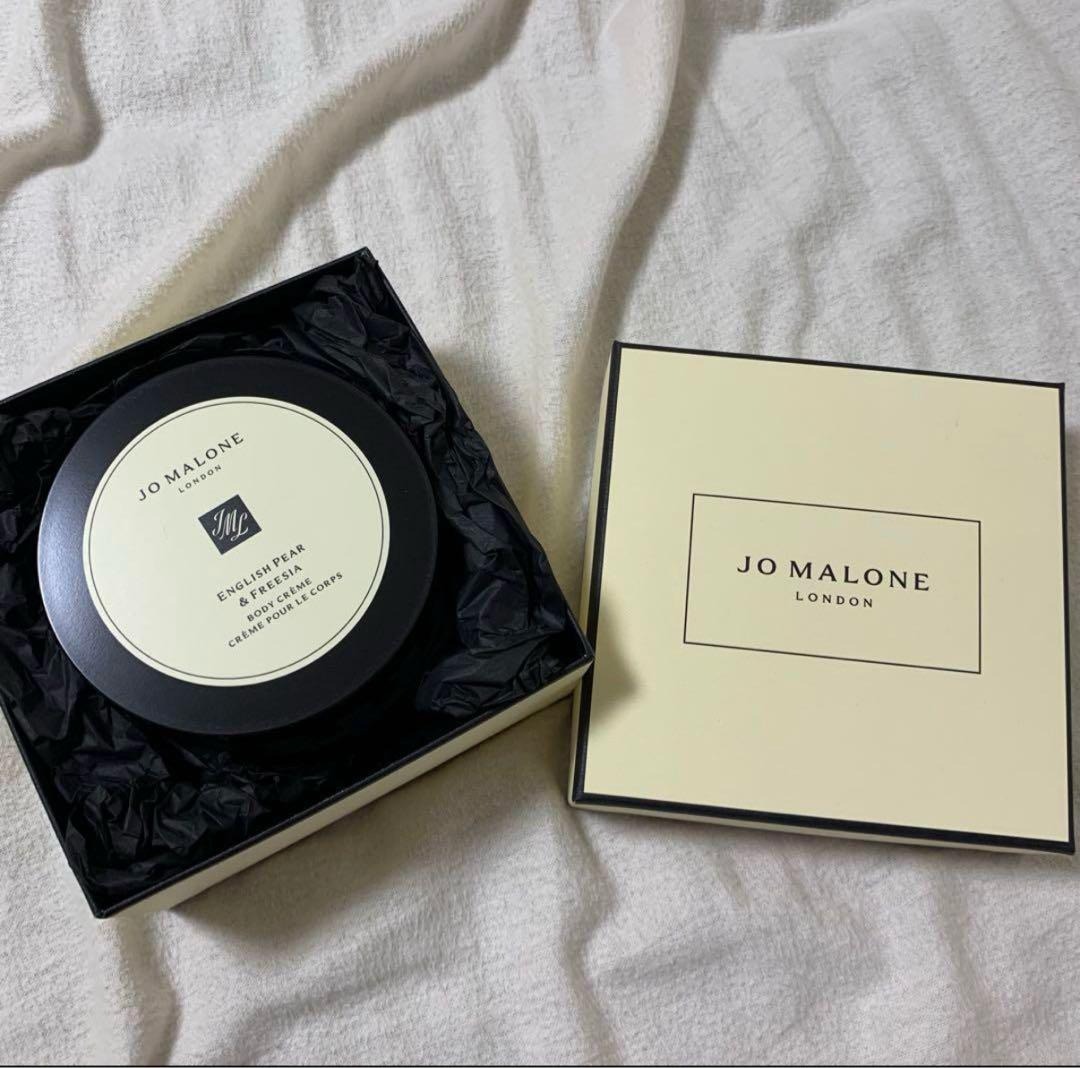 JO MALONE
LONDON
JML
ENGLISH PEAR
& FREESIA
BODY CRÈME
CRÈME POUR LE CORPS
JO MALONE
LONDON